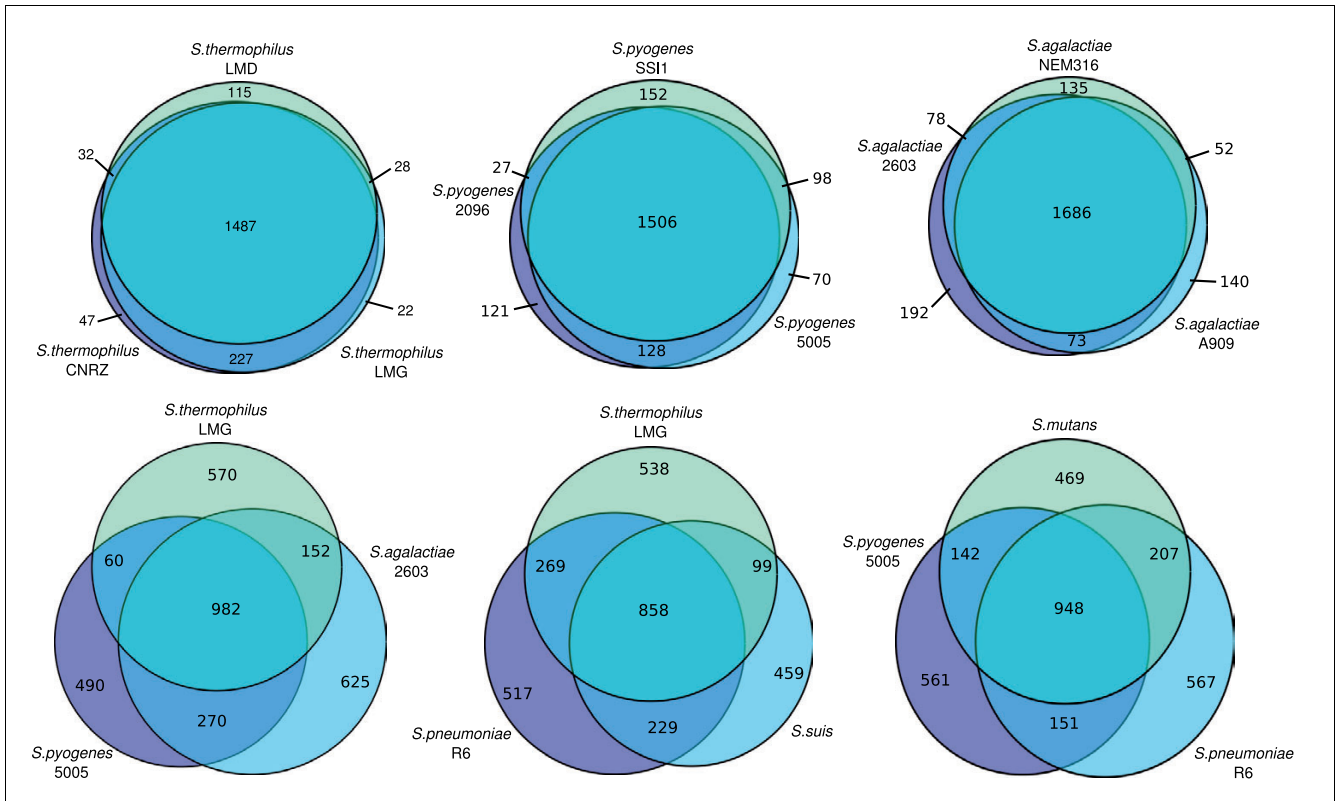 S.thermophilus
LMD
115
32
28
1487
47
22
227
S.thermophilus
CNRZ
S.thermophilus
LMG
S.pyogenes
SSI1
152
27
98
S.pyogenes
2096
1506
70
121
128
S.pyogenes
5005
S.agalactiae
NEM316
135
78
52
S.agalactiae
2603
1686
140
192
73
S.agalactiae
A909
S.thermophilus
LMG
570
60
152
S.agalactiae
2603
982
490
625
270
S.pyogenes
5005
S.thermophilus
LMG
538
269
99
858
517
459
229
S.pneumoniae
R6
S.suis
S.mutans
469
S.pyogenes
5005
142
207
948
561
567
151
S.pneumoniae
R6